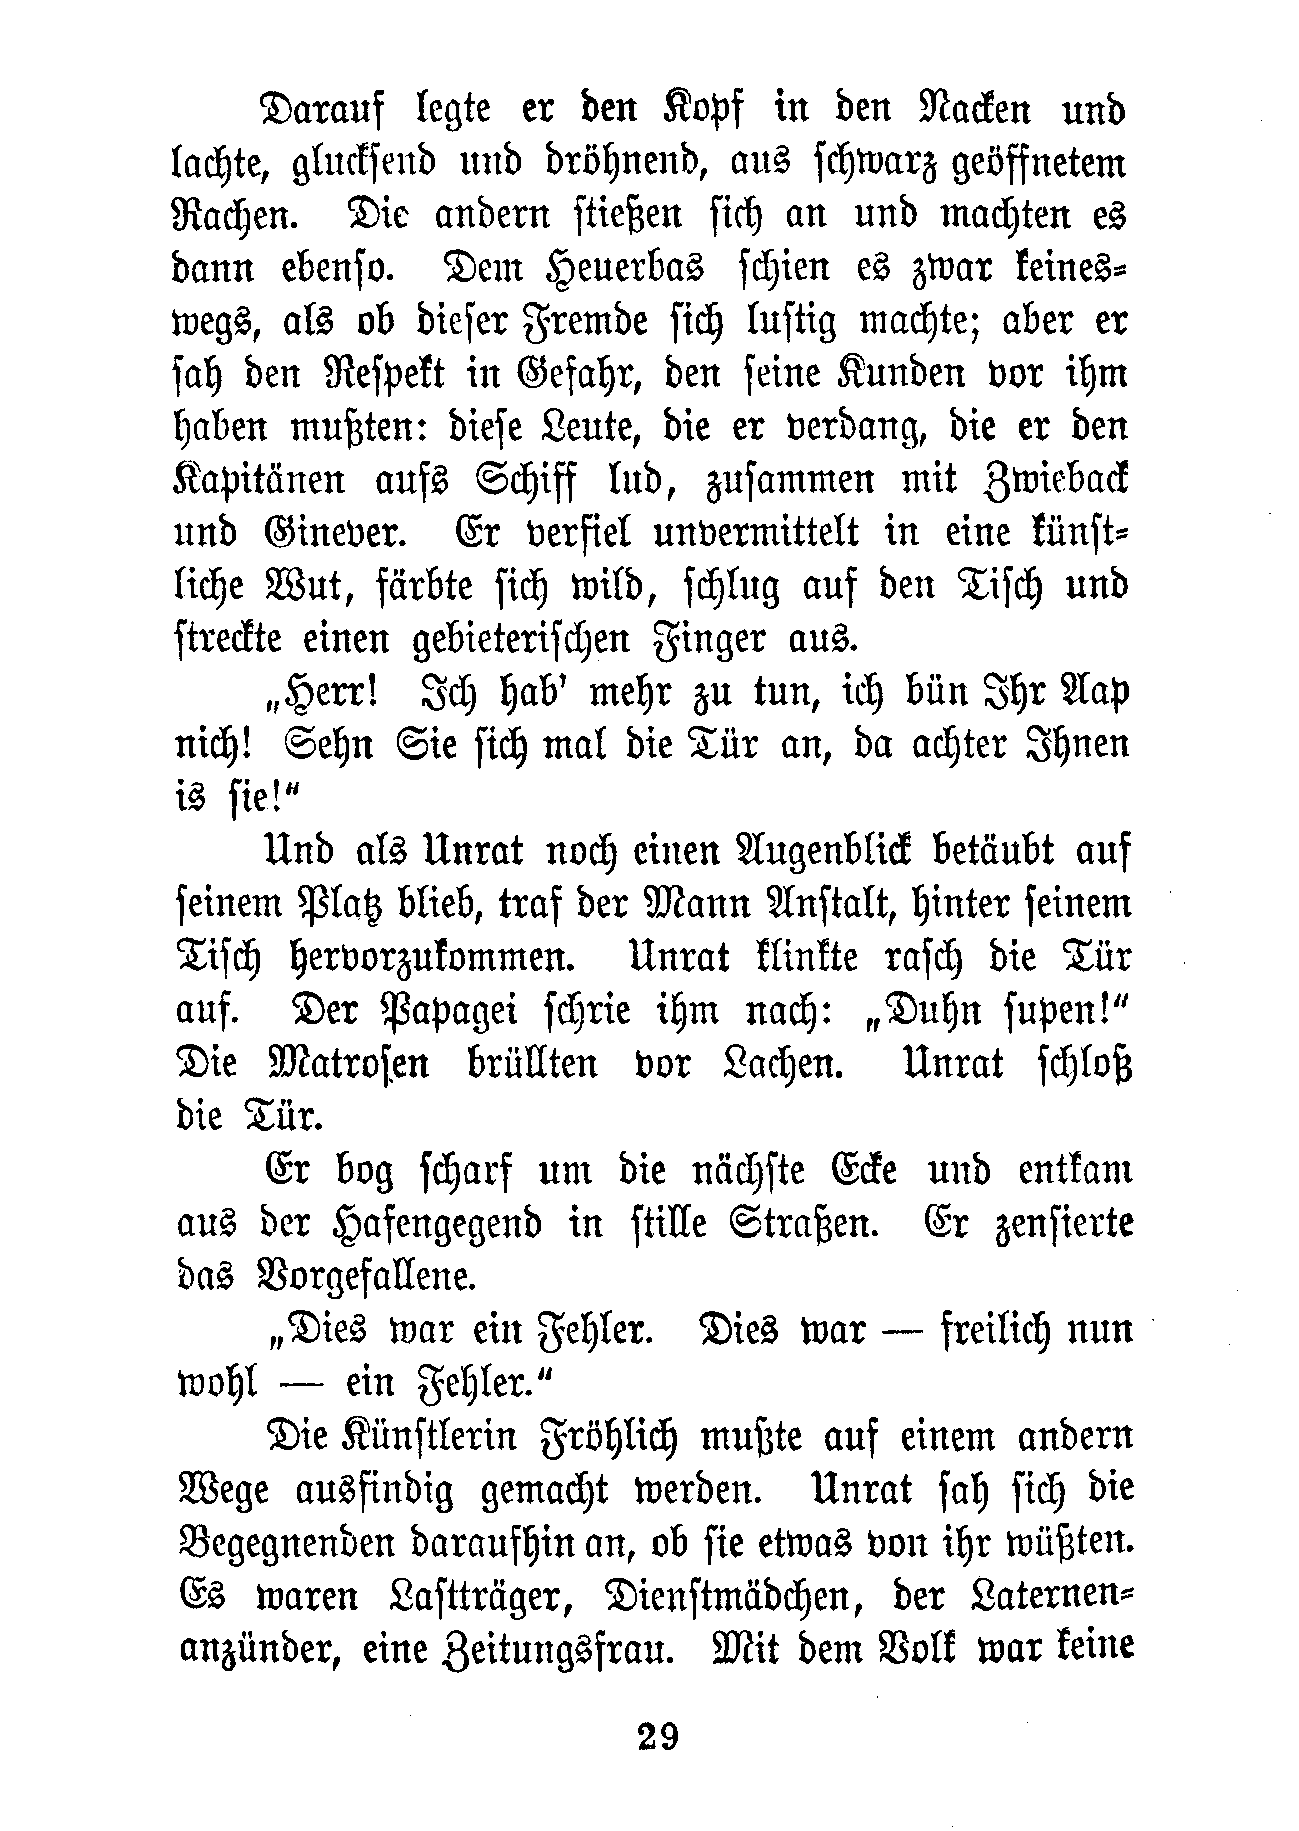 Darauf legte er den Kopf in den Nacken und
lachte, glucksend und dröhnend, aus schwarz geöffnetem
Rachen. Die andern stießen sich an und machten es
dann ebenso. Dem Heuerbas schien es zwar keines-
wegs, als ob dieser Fremde sich lustig machte; aber er
sah den Respekt in Gefahr, den seine Kunden vor ihm
haben mußten: diese Leute, die er verdang, die er den
Kapitänen aufs Schiff lud, zusammen mit Zwieback
und Ginever. Er verfiel unvermittelt in eine künst-
liche Wut, färbte sich wild, schlug auf den Tisch und
streckte einen gebieterischen Finger aus.
„Herr! Ich hab' mehr zu tun, ich bün Ihr Aap
nich! Sehn Sie sich mal die Tür an, da achter Ihnen
is sie!“
Und als Unrat noch einen Augenblick betäubt auf
seinem Platz blieb, traf der Mann Anstalt, hinter seinem
Tisch hervorzukommen. Unrat klinkte rasch die Tür
auf. Der Papagei schrie ihm nach: „Duhn supen!“
Die Matrosen brüllten vor Lachen. Unrat schloß
die Tür.
Er bog scharf um die nächste Ecke und entkam
aus der Hafengegend in stille Straßen. Er zensierte
das Vorgefallene.
„Dies war ein Fehler. Dies war — freilich nun
wohl — ein Fehler.“
Die Künstlerin Fröhlich mußte auf einem andern
Wege ausfindig gemacht werden. Unrat sah sich die
Begegnenden daraufhin an, ob sie etwas von ihr wüßten.
Es waren Lastträger, Dienstmädchen, der Laternen-
anzünder, eine Zeitungsfrau. Mit dem Volk war keine
29